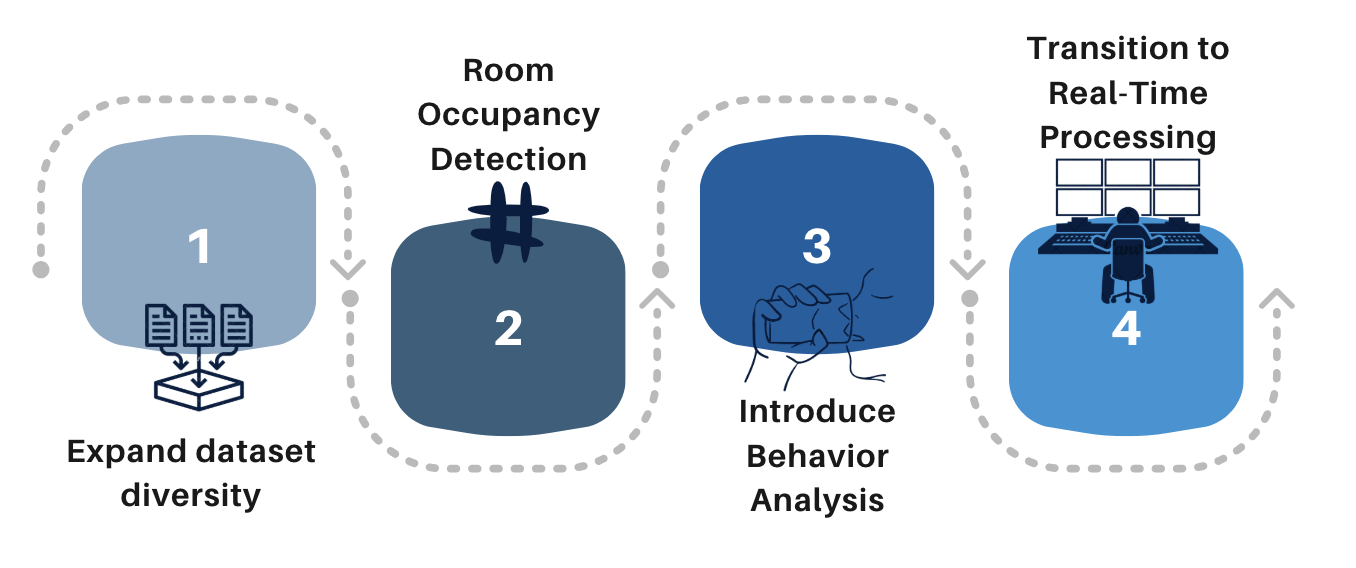 1
Expand dataset
diversity
Room
Occupancy
Detection
2
3
Introduce
Behavior
Analysis
Transition to
Real-Time
Processing
4